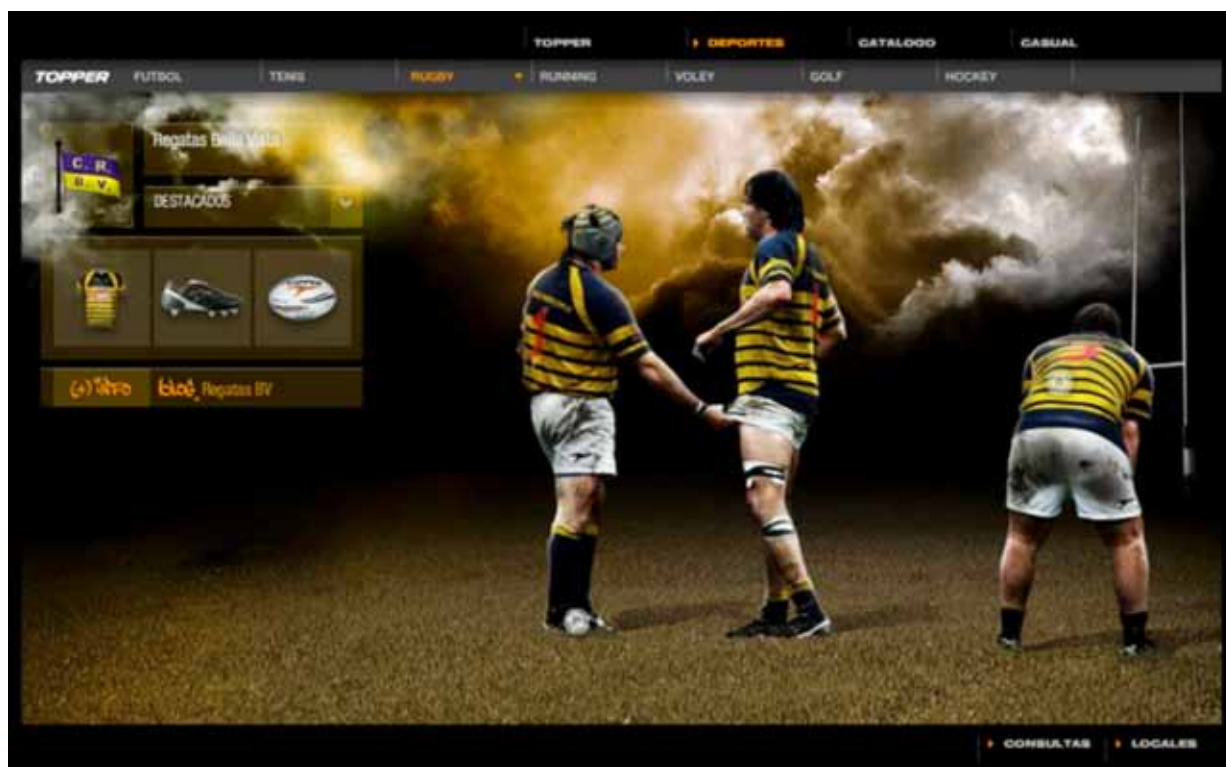 TOPPER DEPORTES CATALOGO CASUAL
TOPPER FUTBOL TENIS RUGBY RUNNING VOLEY GOLF HOCKEY
C. R.
B. V.
Regatas Bella Vista
DESTACADOS
blog Regatas BV
CONSULTAS LOCALES